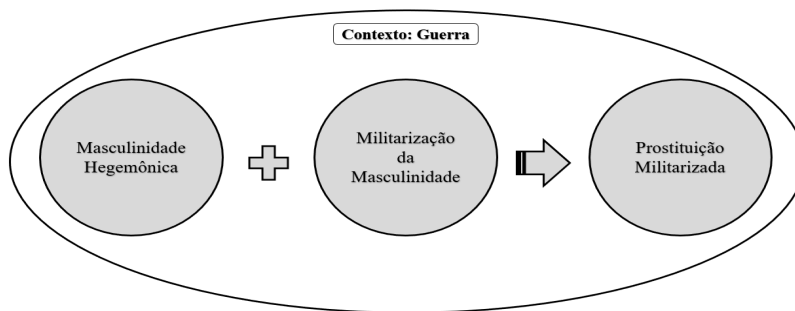 Contexto: Guerra
Masculinidade
Hegemônica
Militarização
da
Masculinidade
Prostituição
Militarizada